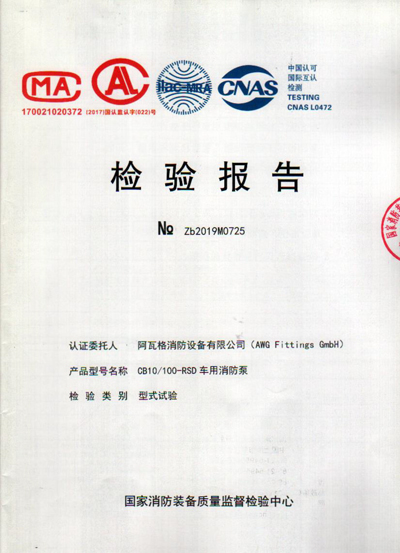 MA
AL
ilac-MRA
CNAS
中国认可
国际互认
检测
TESTING
CNAS L0472
170021020372
(2017)国认监认字(022)号
检验报告
№ Zb2019M0725
认证委托人 阿瓦格消防设备有限公司(AWG Fittings GmbH)
产品型号名称 CB10/100-RSD 车用消防泵
检验类别 型式试验
国家消防装备质量监督检验中心